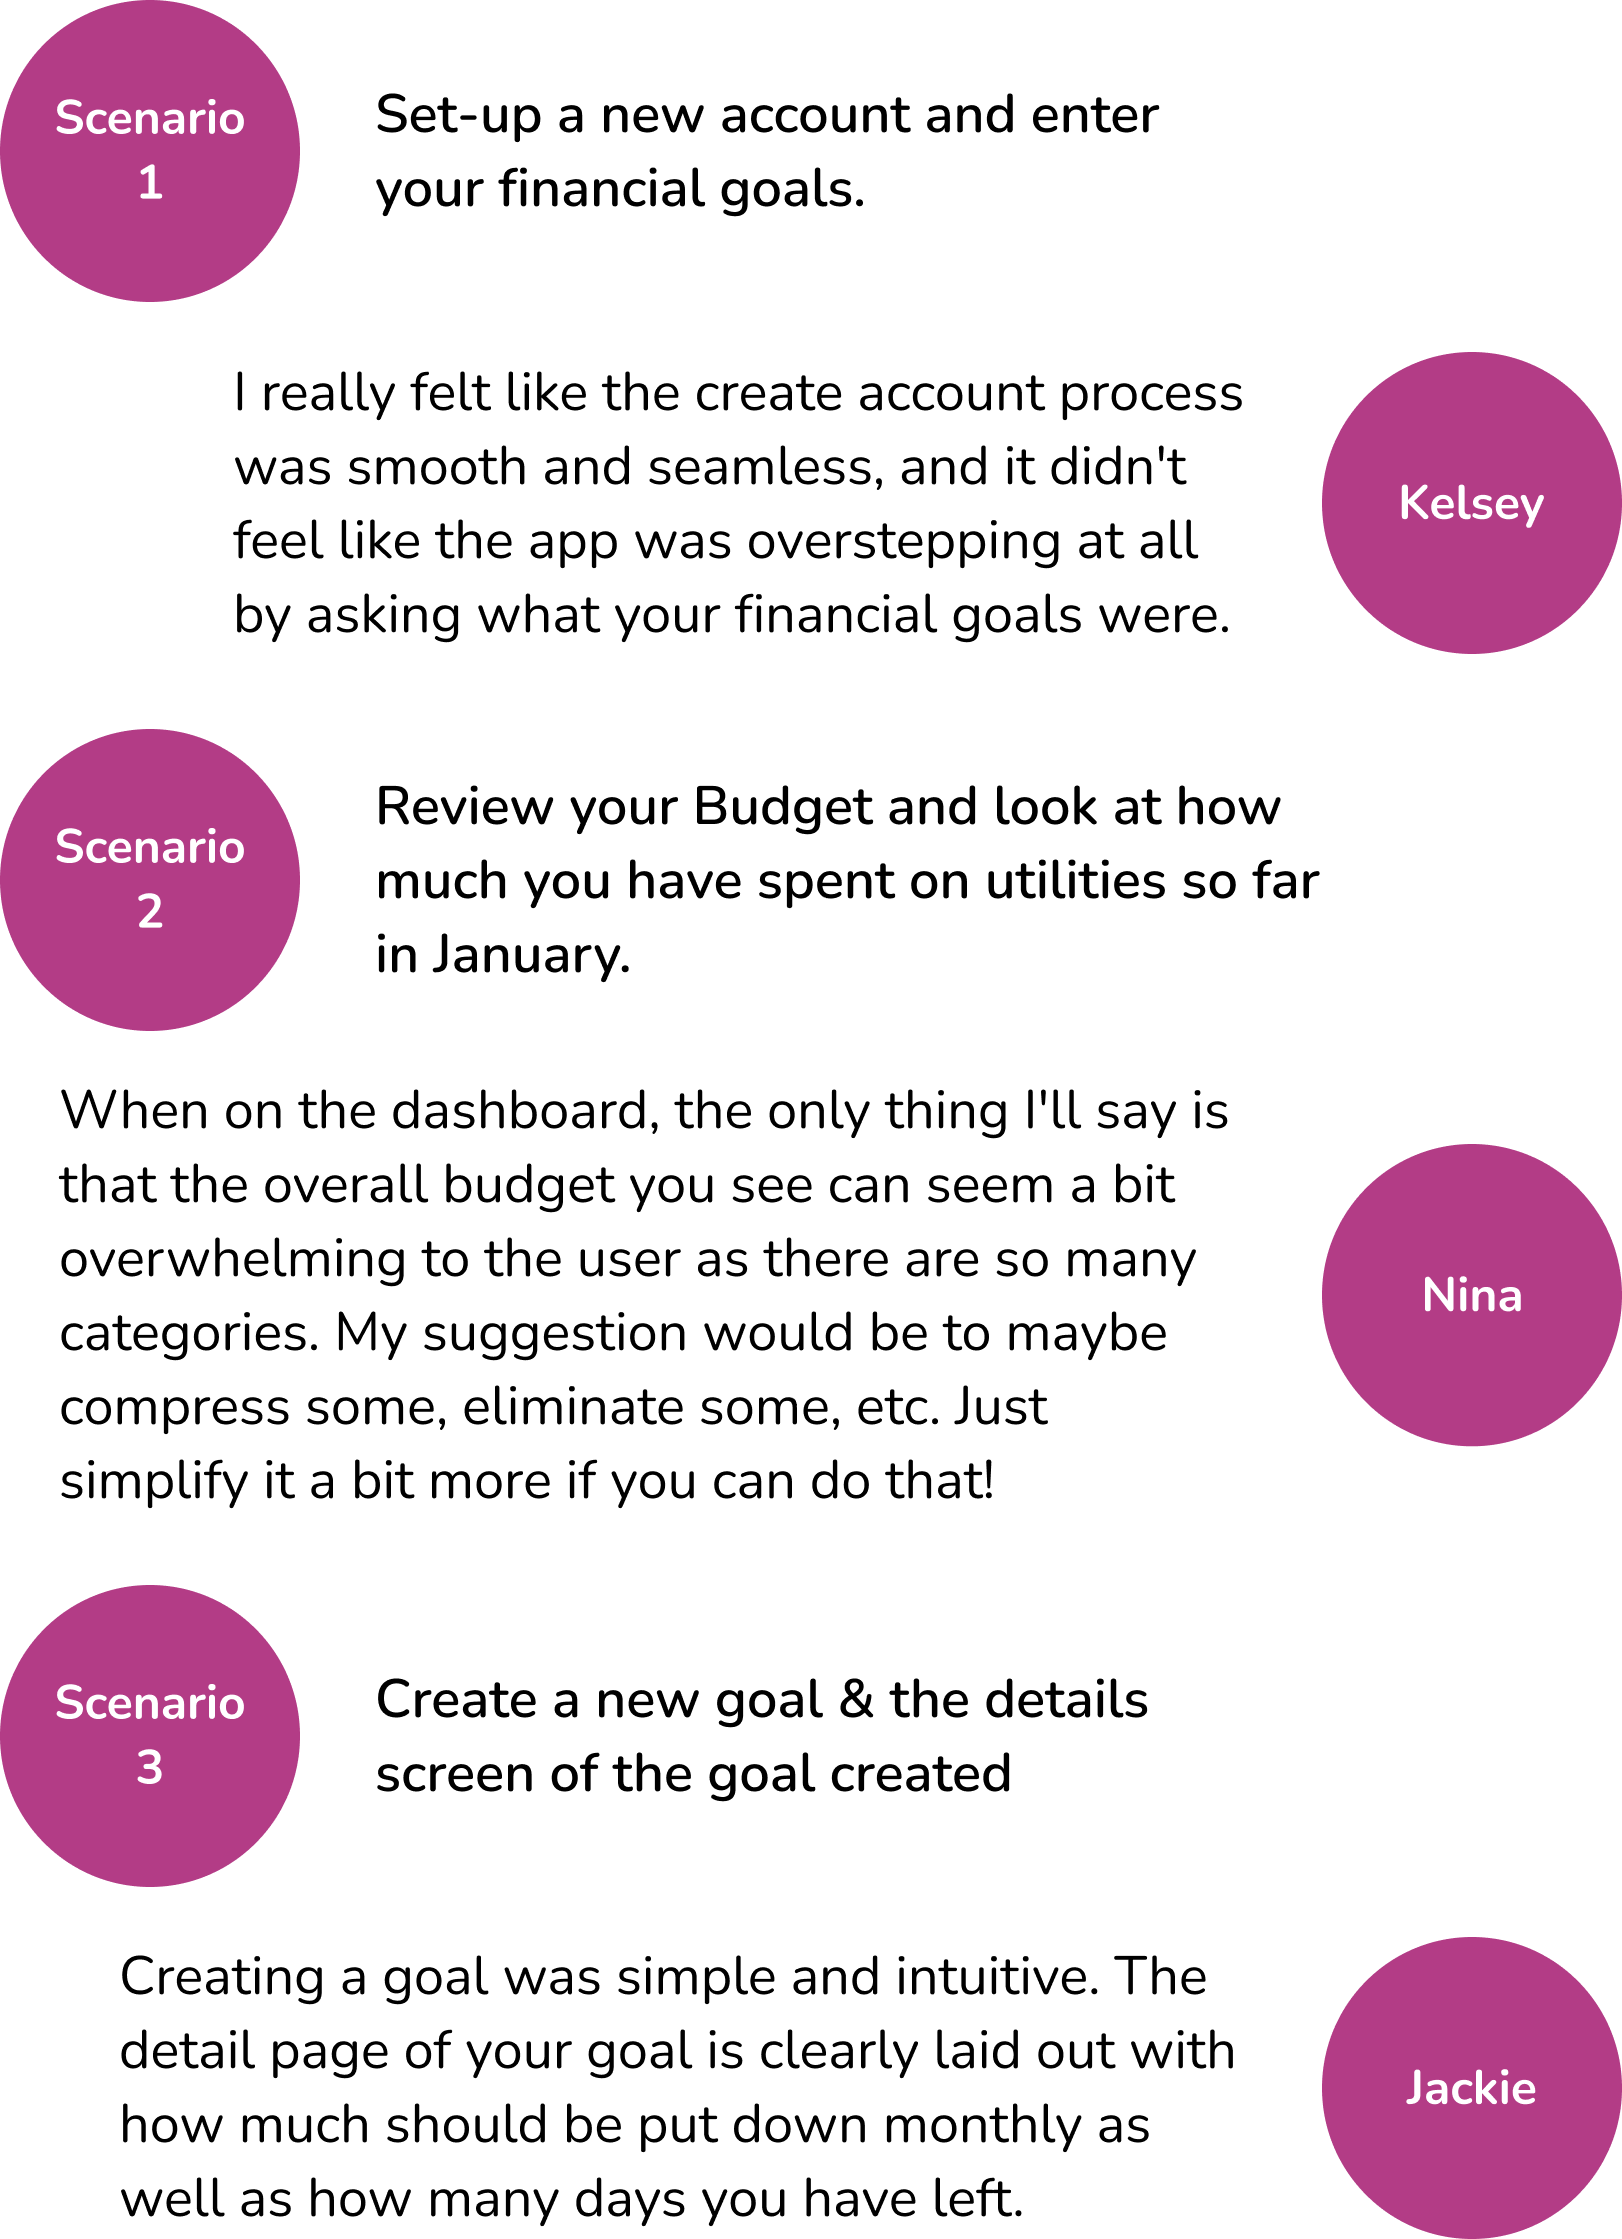 Scenario
1
Set-up a new account and enter
your financial goals.
I really felt like the create account process
was smooth and seamless, and it didn't
feel like the app was overstepping at all
by asking what your financial goals were.
Kelsey
Scenario
2
Review your Budget and look at how
much you have spent on utilities so far
in January.
When on the dashboard, the only thing I'll say is
that the overall budget you see can seem a bit
overwhelming to the user as there are so many
categories. My suggestion would be to maybe
compress some, eliminate some, etc. Just
simplify it a bit more if you can do that!
Nina
Scenario
3
Create a new goal & the details
screen of the goal created
Creating a goal was simple and intuitive. The
detail page of your goal is clearly laid out with
how much should be put down monthly as
well as how many days you have left.
Jackie